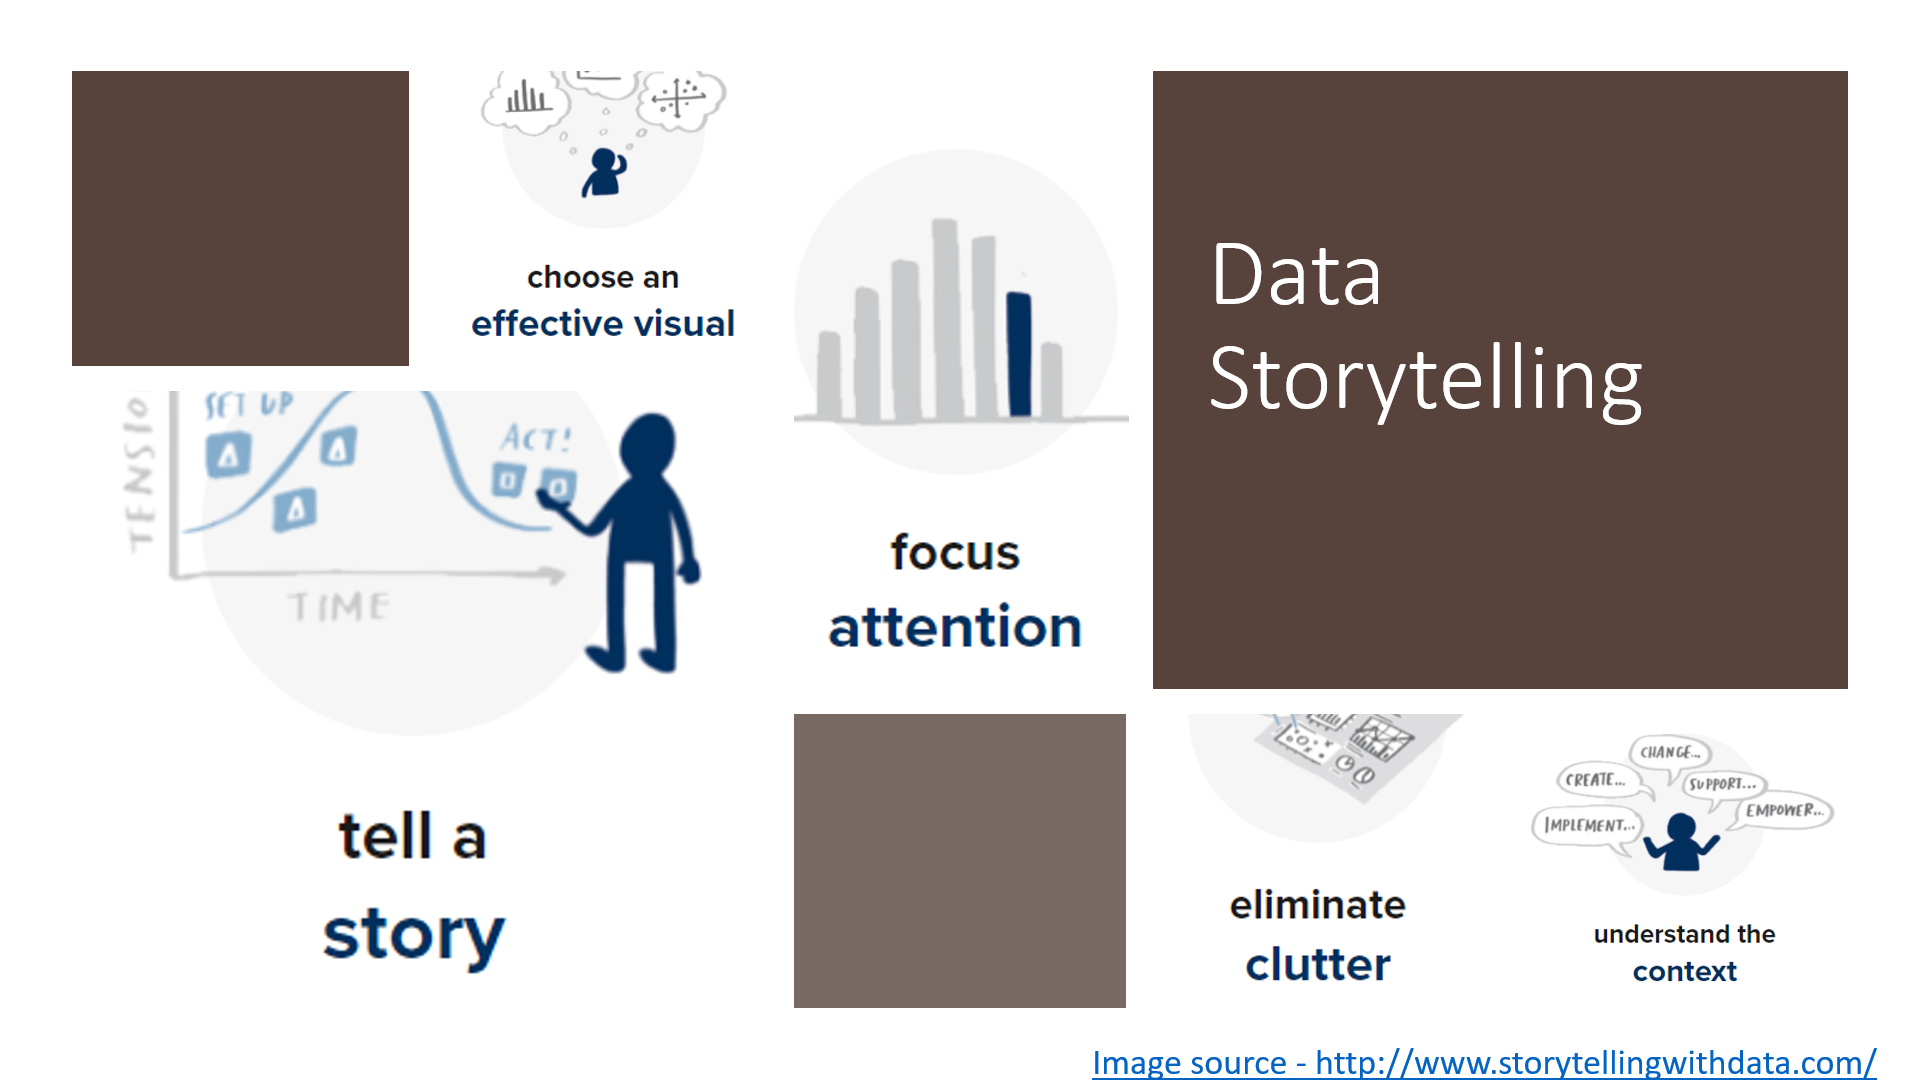 choose an
effective visual
Data
Storytelling
SET UP
ACT!
TENSIO
TIME
focus
attention
tell a
story
eliminate
clutter
CHANGE...
CREATE...
SUPPORT...
EMPOWER...
IMPLEMENT...
understand the
context
Image source - http://www.storytellingwithdata.com/